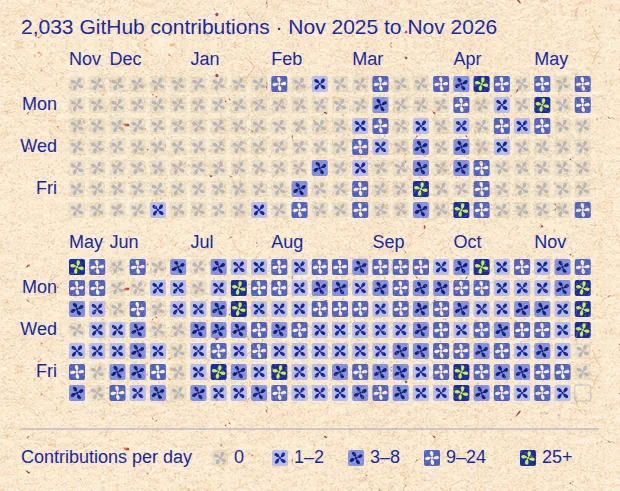 2,033 GitHub contributions · Nov 2025 to Nov 2026
Nov Dec Jan Feb Mar Apr May
Mon
Wed
Fri
May Jun Jul Aug Sep Oct Nov
Mon
Wed
Fri
Contributions per day 0 1–2 3–8 9–24 25+